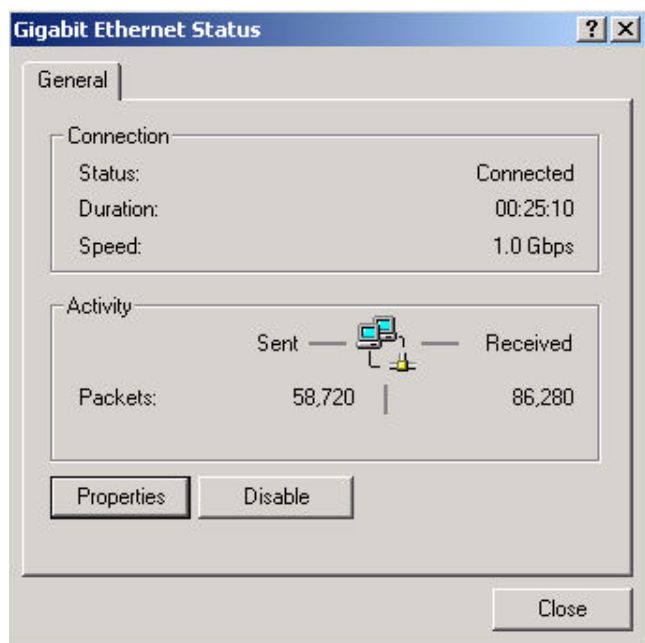 Gigabit Ethernet Status
General
Connection
Status: Connected
Duration: 00:25:10
Speed: 1.0 Gbps
Activity
Sent Received
Packets: 58,720 86,280
Properties Disable
Close